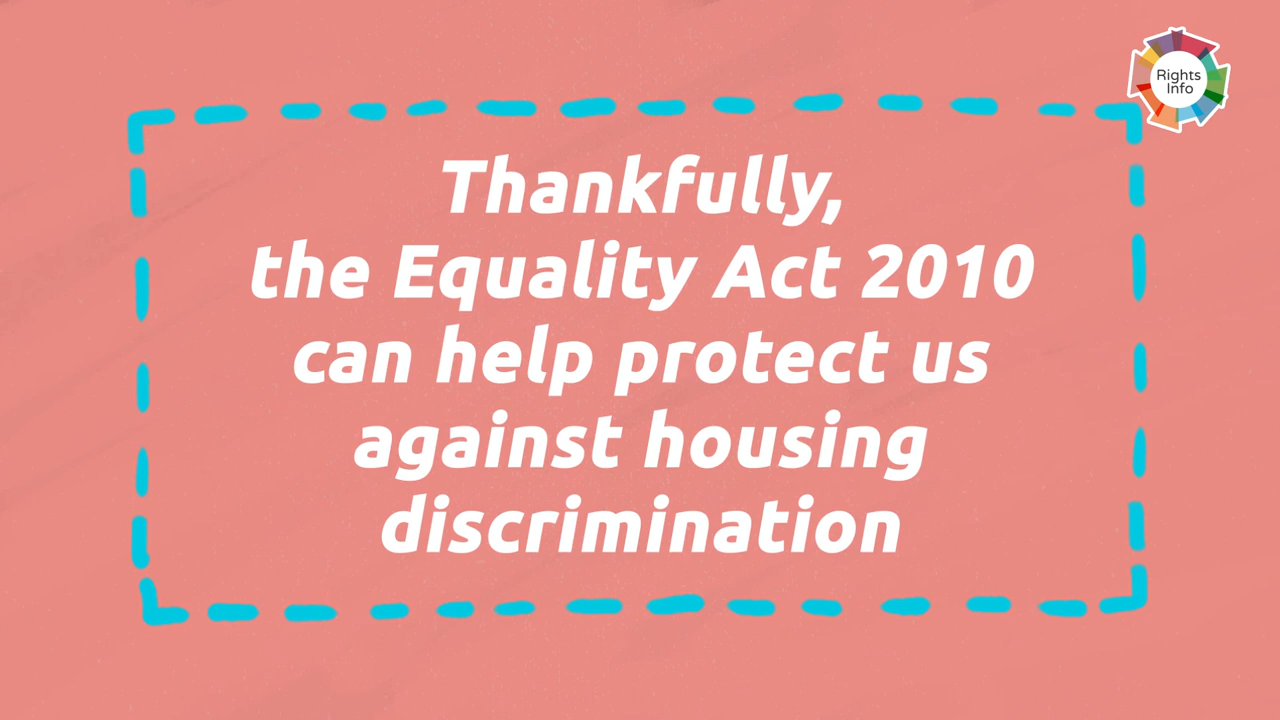 Rights
Info
Thankfully,
the Equality Act 2010
can help protect us
against housing
discrimination